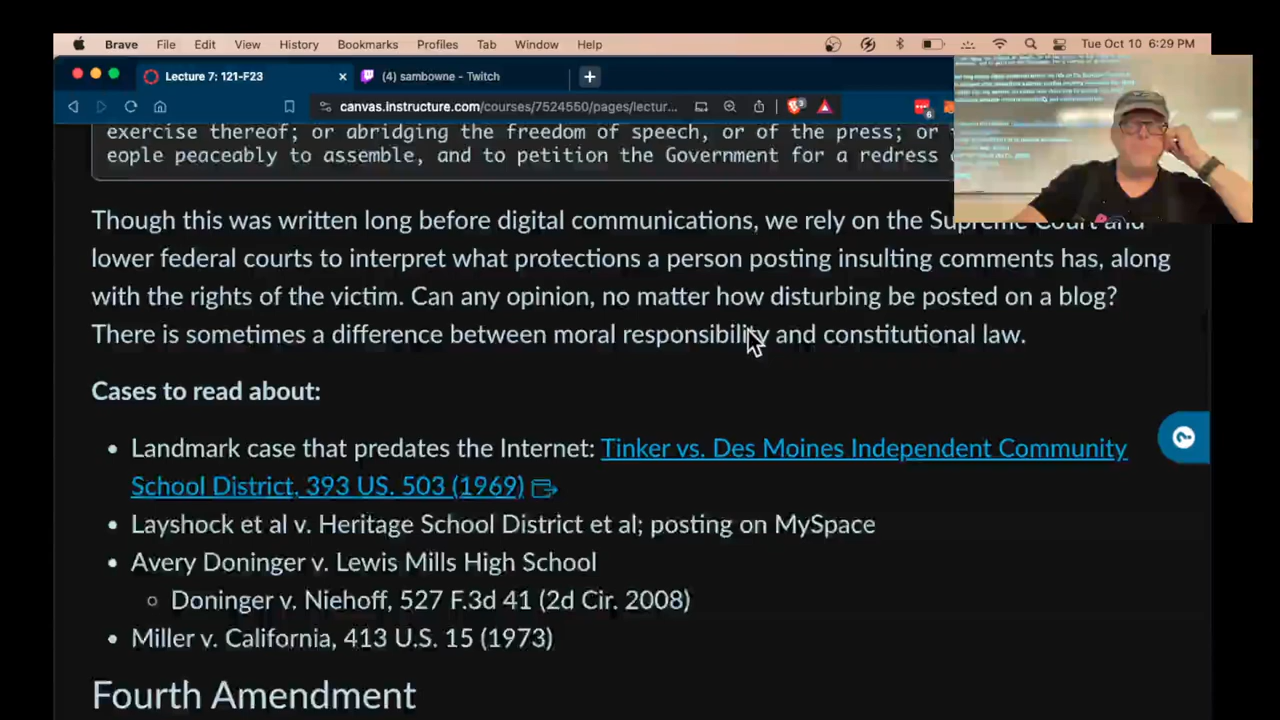 Brave File Edit View History Bookmarks Profiles Tab Window Help Tue Oct 10 6:29 PM
Lecture 7: 121-F23 (4) sambowne - Twitch
canvas.instructure.com/courses/7524550/pages/lectur...
exercise thereof; or abridging the freedom of speech, or of the press; or
eople peaceably to assemble, and to petition the Government for a redress
Though this was written long before digital communications, we rely on the Supreme Court and
lower federal courts to interpret what protections a person posting insulting comments has, along
with the rights of the victim. Can any opinion, no matter how disturbing be posted on a blog?
There is sometimes a difference between moral responsibility and constitutional law.
Cases to read about:
• Landmark case that predates the Internet: Tinker vs. Des Moines Independent Community
School District, 393 US. 503 (1969)
• Layshock et al v. Heritage School District et al; posting on MySpace
• Avery Doninger v. Lewis Mills High School
○ Doninger v. Niehoff, 527 F.3d 41 (2d Cir. 2008)
• Miller v. California, 413 U.S. 15 (1973)
Fourth Amendment